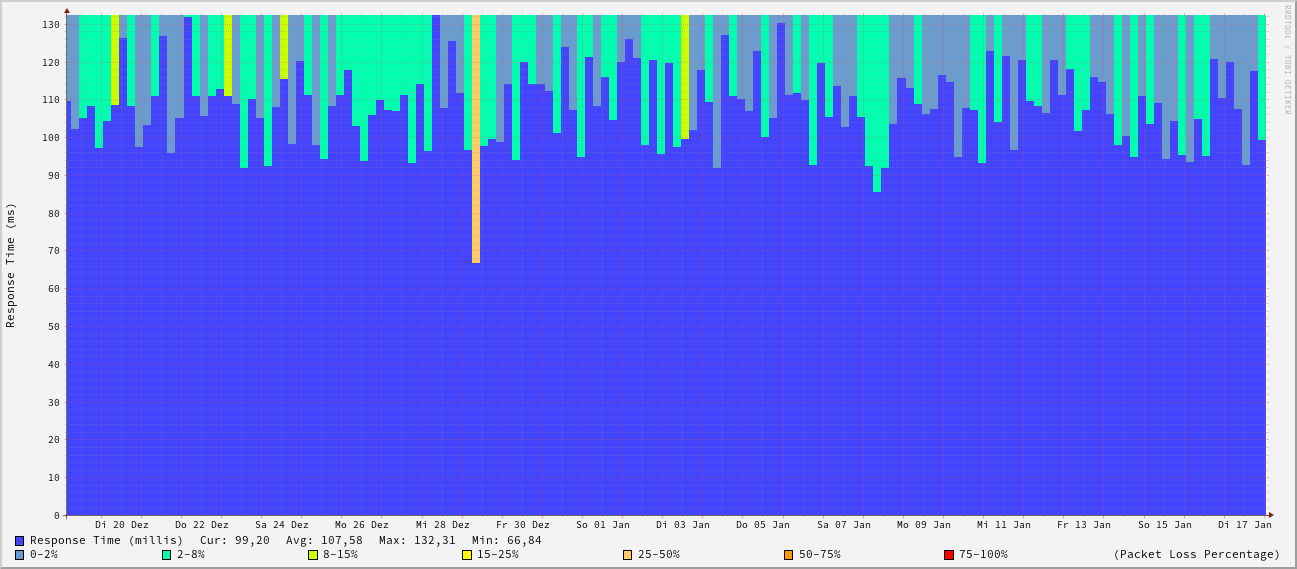 RRDTOOL / TOBI OETIKER
Response Time (ms)
130
120
110
100
90
80
70
60
50
40
30
20
10
0
Di 20 Dez Do 22 Dez Sa 24 Dez Mo 26 Dez Mi 28 Dez Fr 30 Dez So 01 Jan Di 03 Jan Do 05 Jan Sa 07 Jan Mo 09 Jan Mi 11 Jan Fr 13 Jan So 15 Jan Di 17 Jan
Response Time (millis) Cur: 99,20 Avg: 107,58 Max: 132,31 Min: 66,84
0-2% 2-8% 8-15% 15-25% 25-50% 50-75% 75-100% (Packet Loss Percentage)